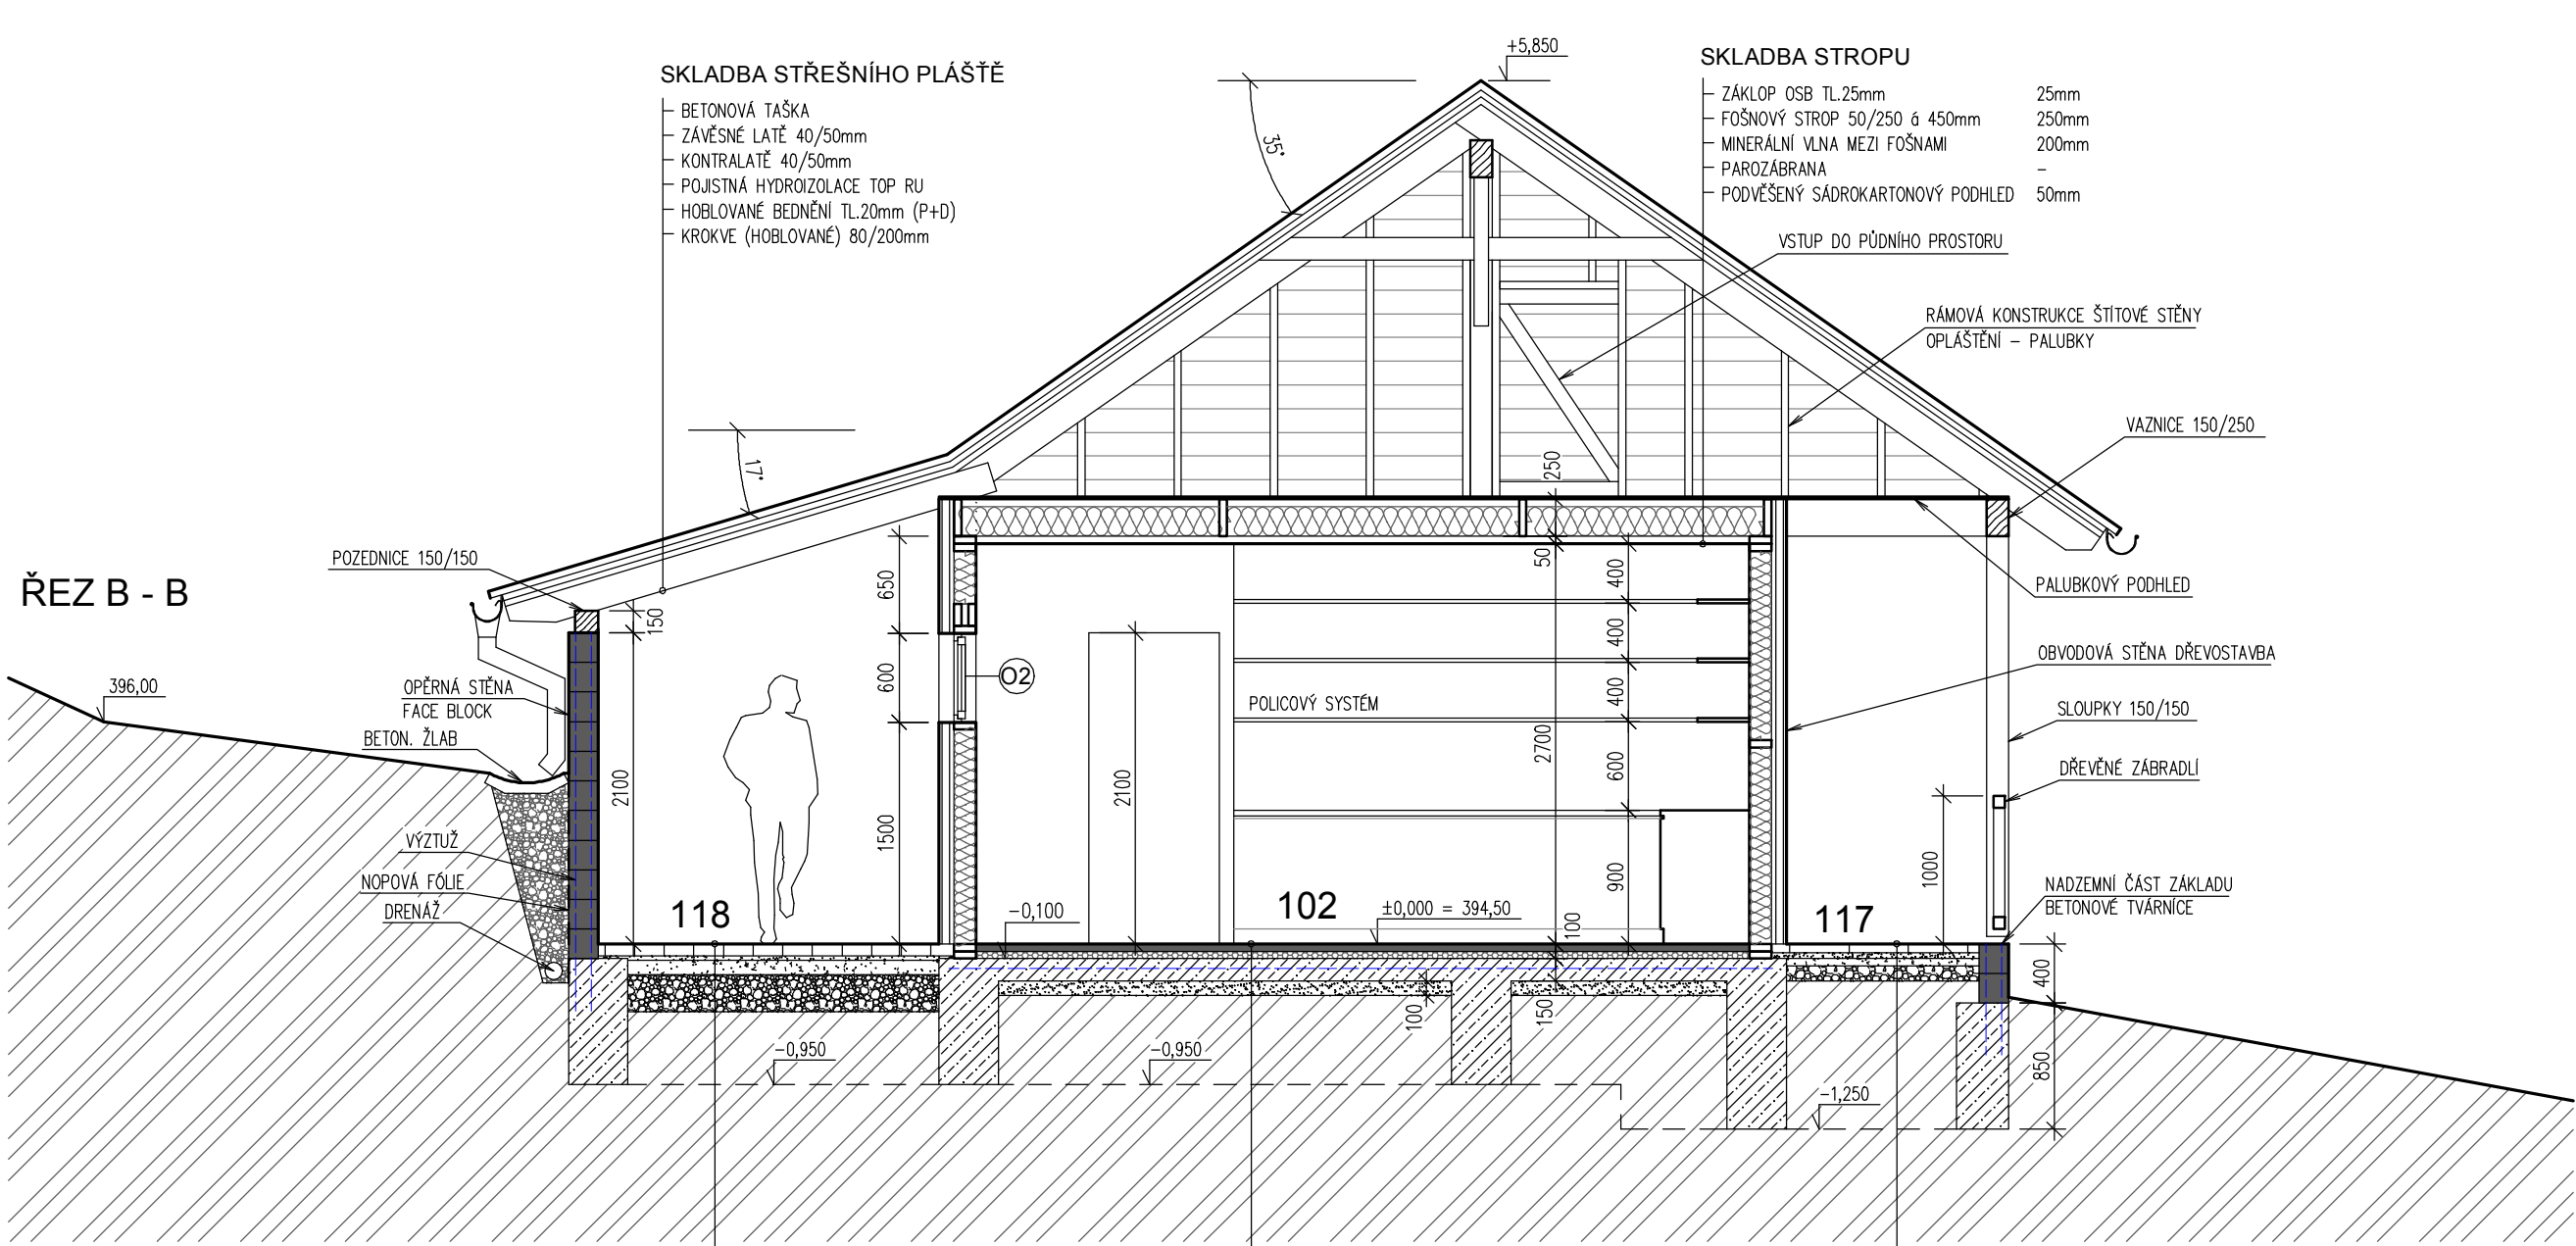 SKLADBA STŘEŠNÍHO PLÁŠTĚ
BETONOVÁ TAŠKA
ZÁVĚSNÉ LATĚ 40/50mm
KONTRALATĚ 40/50mm
POJISTNÁ HYDROIZOLACE TOP RU
HOBLOVANÉ BEDNĚNÍ TL.20mm (P+D)
KROKVE (HOBLOVANÉ) 80/200mm
+5,850
35°
SKLADBA STROPU
ZÁKLOP OSB TL.25mm 25mm
FOŠNOVÝ STROP 50/250 á 450mm 250mm
MINERÁLNÍ VLNA MEZI FOŠNAMI 200mm
PAROZÁBRANA –
PODVĚŠENÝ SÁDROKARTONOVÝ PODHLED 50mm
VSTUP DO PŮDNÍHO PROSTORU
RÁMOVÁ KONSTRUKCE ŠTÍTOVÉ STĚNY
OPLÁŠTĚNÍ – PALUBKY
VAZNICE 150/250
17°
250
POZEDNICE 150/150
ŘEZ B - B
150
650
50
400
PALUBKOVÝ PODHLED
396,00
OPĚRNÁ STĚNA
FACE BLOCK
BETON. ŽLAB
600
O2
400
OBVODOVÁ STĚNA DŘEVOSTAVBA
POLICOVÝ SYSTÉM
400
SLOUPKY 150/150
2100
2100
2700
600
DŘEVĚNÉ ZÁBRADLÍ
VÝZTUŽ
1500
900
1000
NOPOVÁ FÓLIE
DRENÁŽ
118
-0,100
102
±0,000 = 394,50
100
117
NADZEMNÍ ČÁST ZÁKLADU
BETONOVÉ TVÁRNÍCE
400
100
150
-0,950
-0,950
-1,250
850